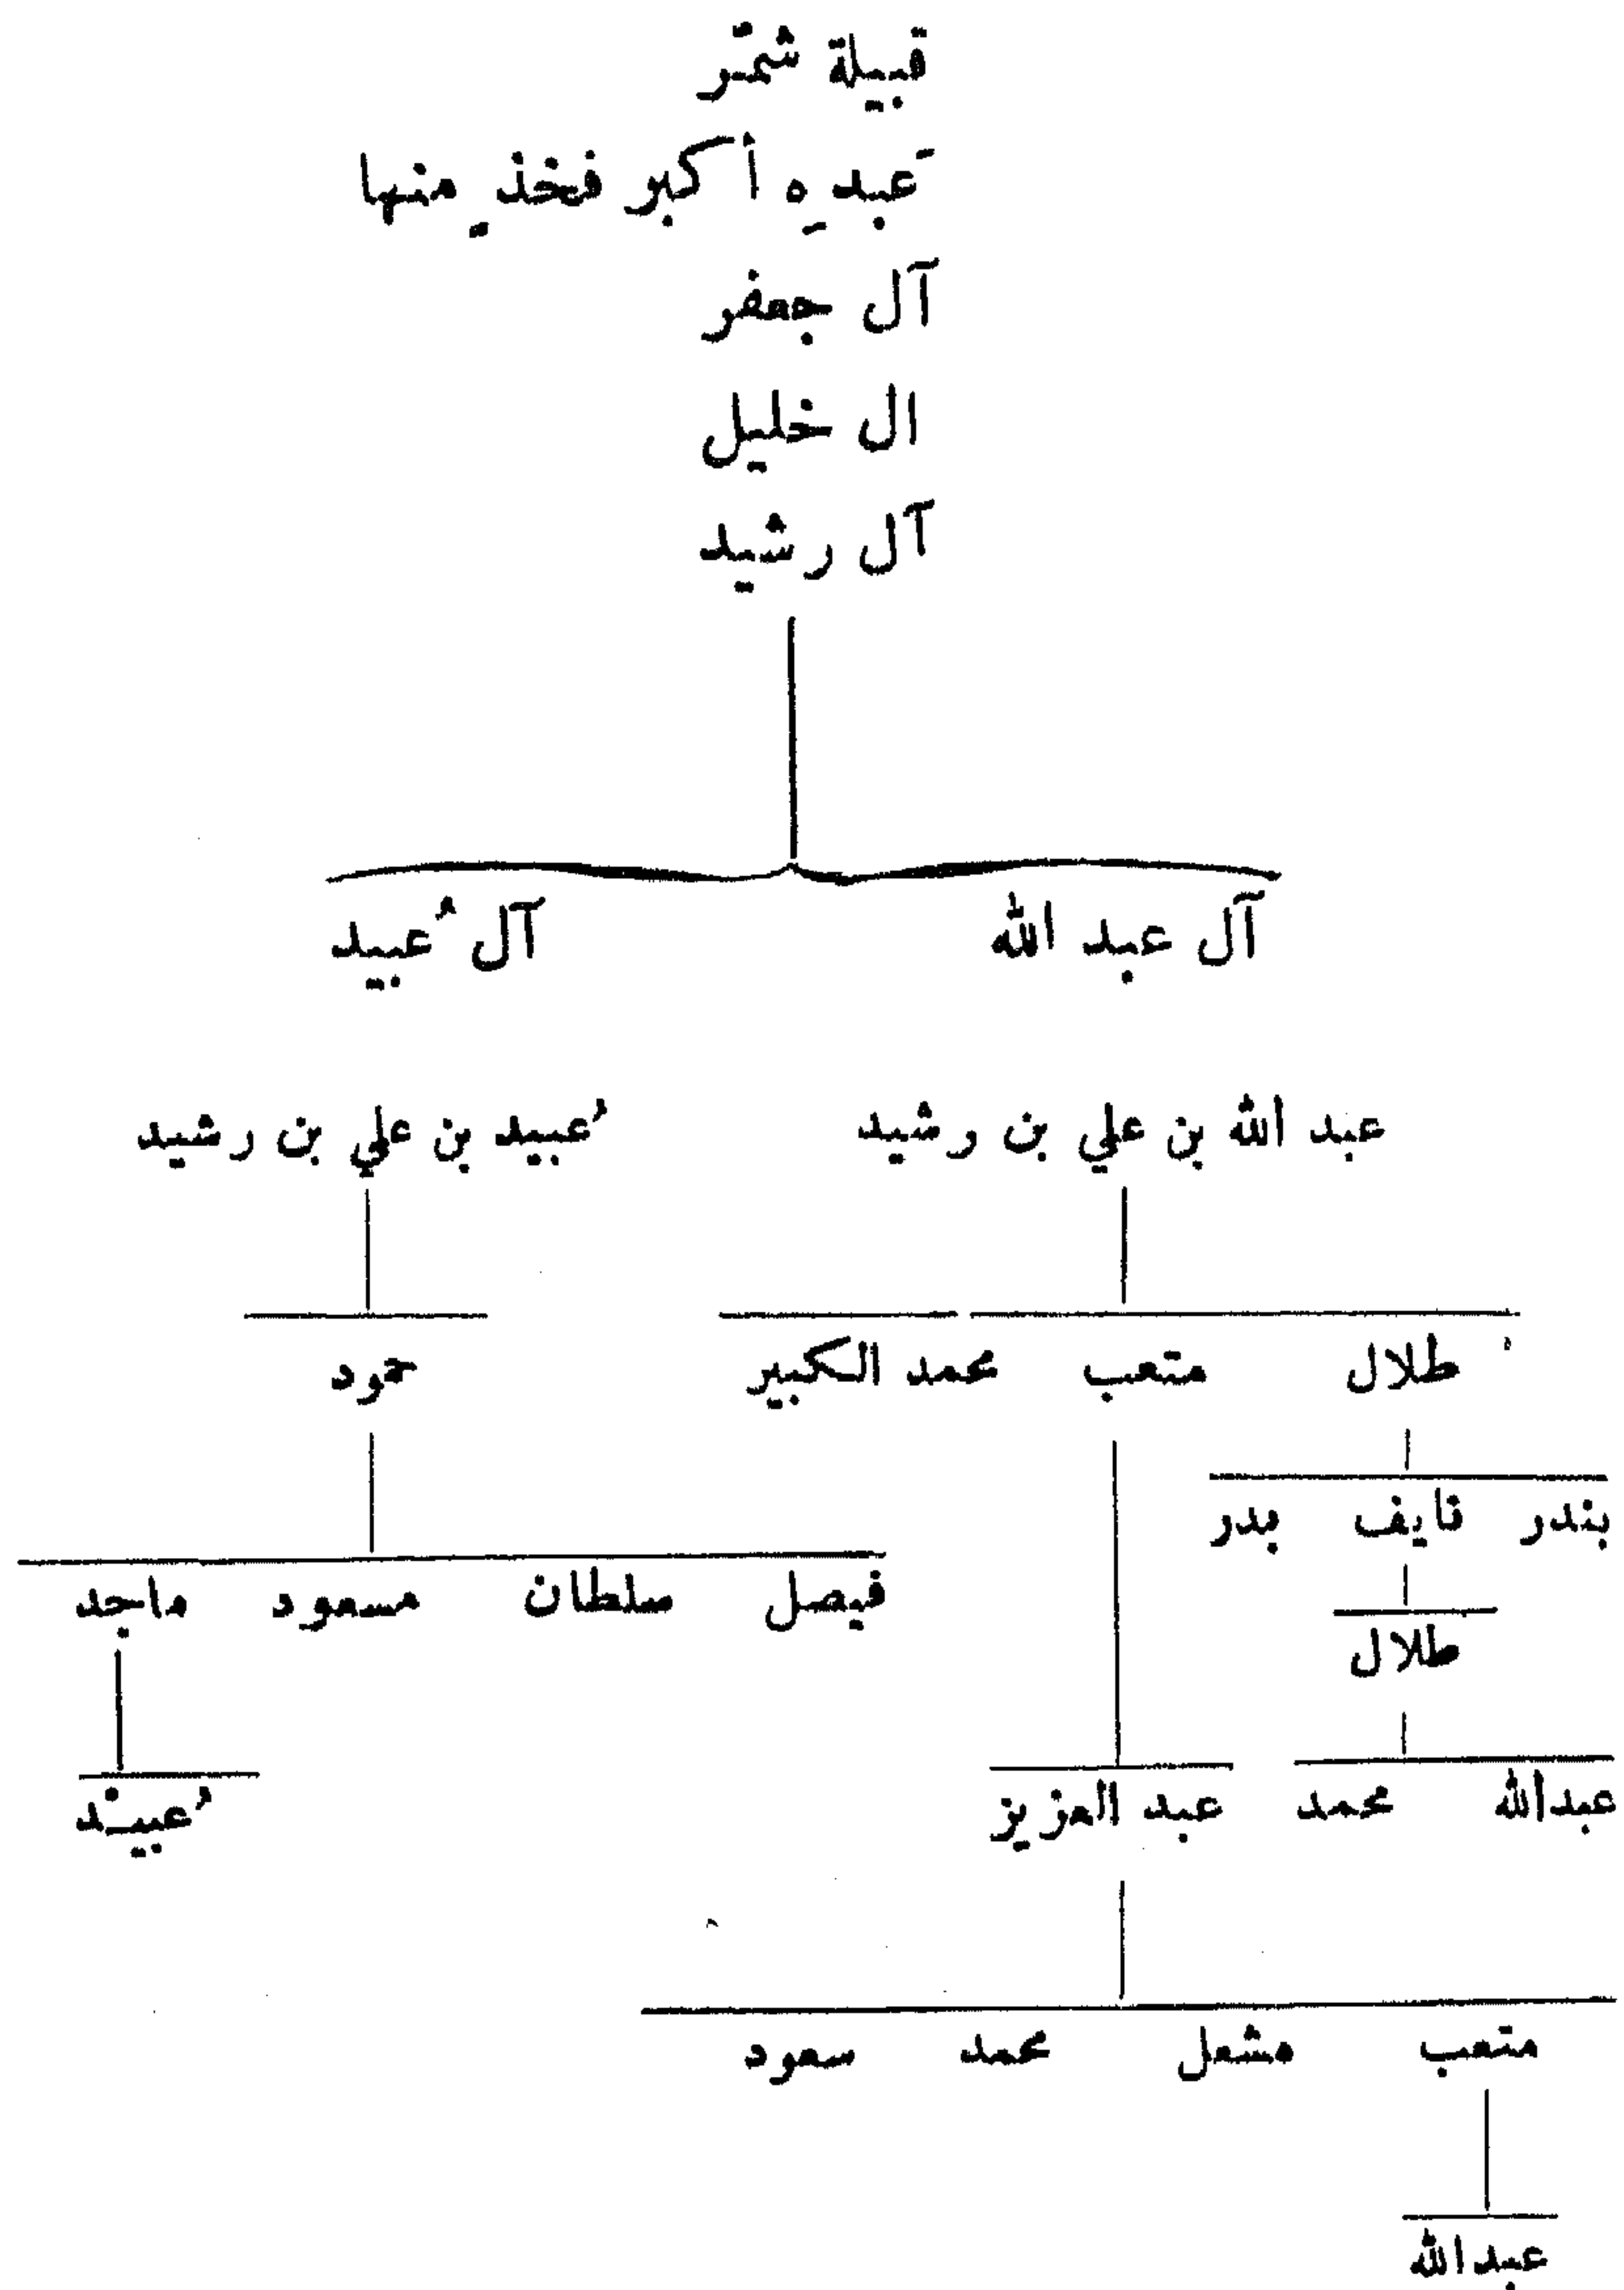 قبيلة شمّر
عَبدِه أكبر فخذ منها
آل جعفر
ال خليل
آل رشيد
آل عبد الله آل عُبيد
عبد الله بن علي بن رشيد عُبيد بن علي بن رشيد
طلال متعب محمد الكبير حمود
بندر نايف بدر
فيصل سلطان مسعود ماجد
طلال
عبدالله محمد عبد العزيز عُبيْد
متعب مشعل محمد سعود
عبدالله